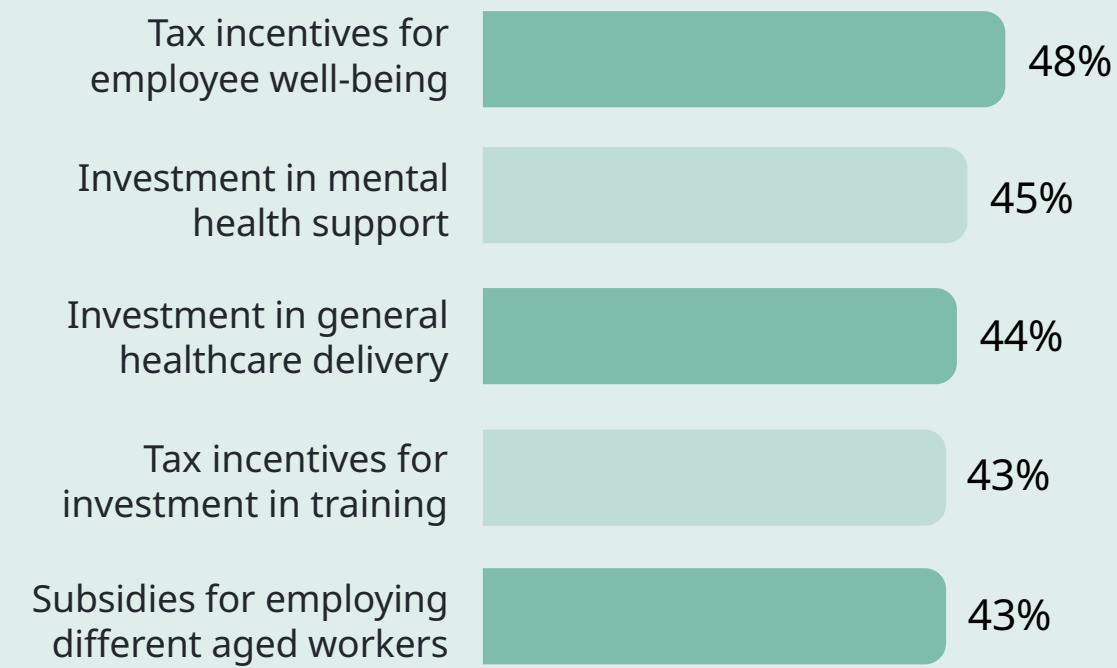 Tax incentives for
employee well-being
48%
Investment in mental
health support
45%
Investment in general
healthcare delivery
44%
Tax incentives for
investment in training
43%
Subsidies for employing
different aged workers
43%